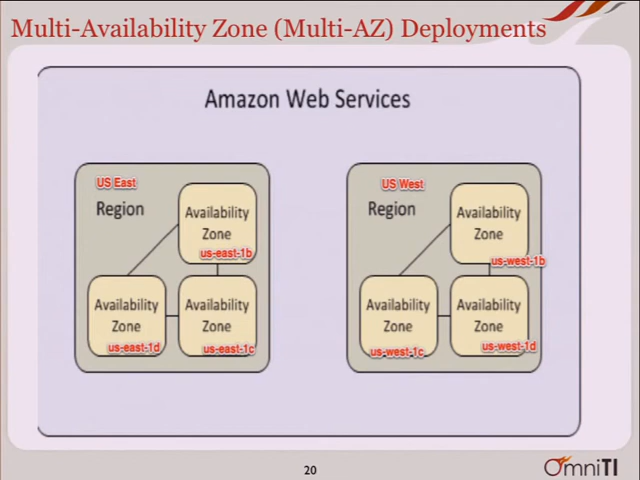 Multi-Availability Zone (Multi-AZ) Deployments
Amazon Web Services
US East
Region
Availability
Zone
us-east-1b
Availability
Zone
us-east-1d
Availability
Zone
us-east-1c
US West
Region
Availability
Zone
us-west-1b
Availability
Zone
us-west-1c
Availability
Zone
us-west-1d
20
OmniTI